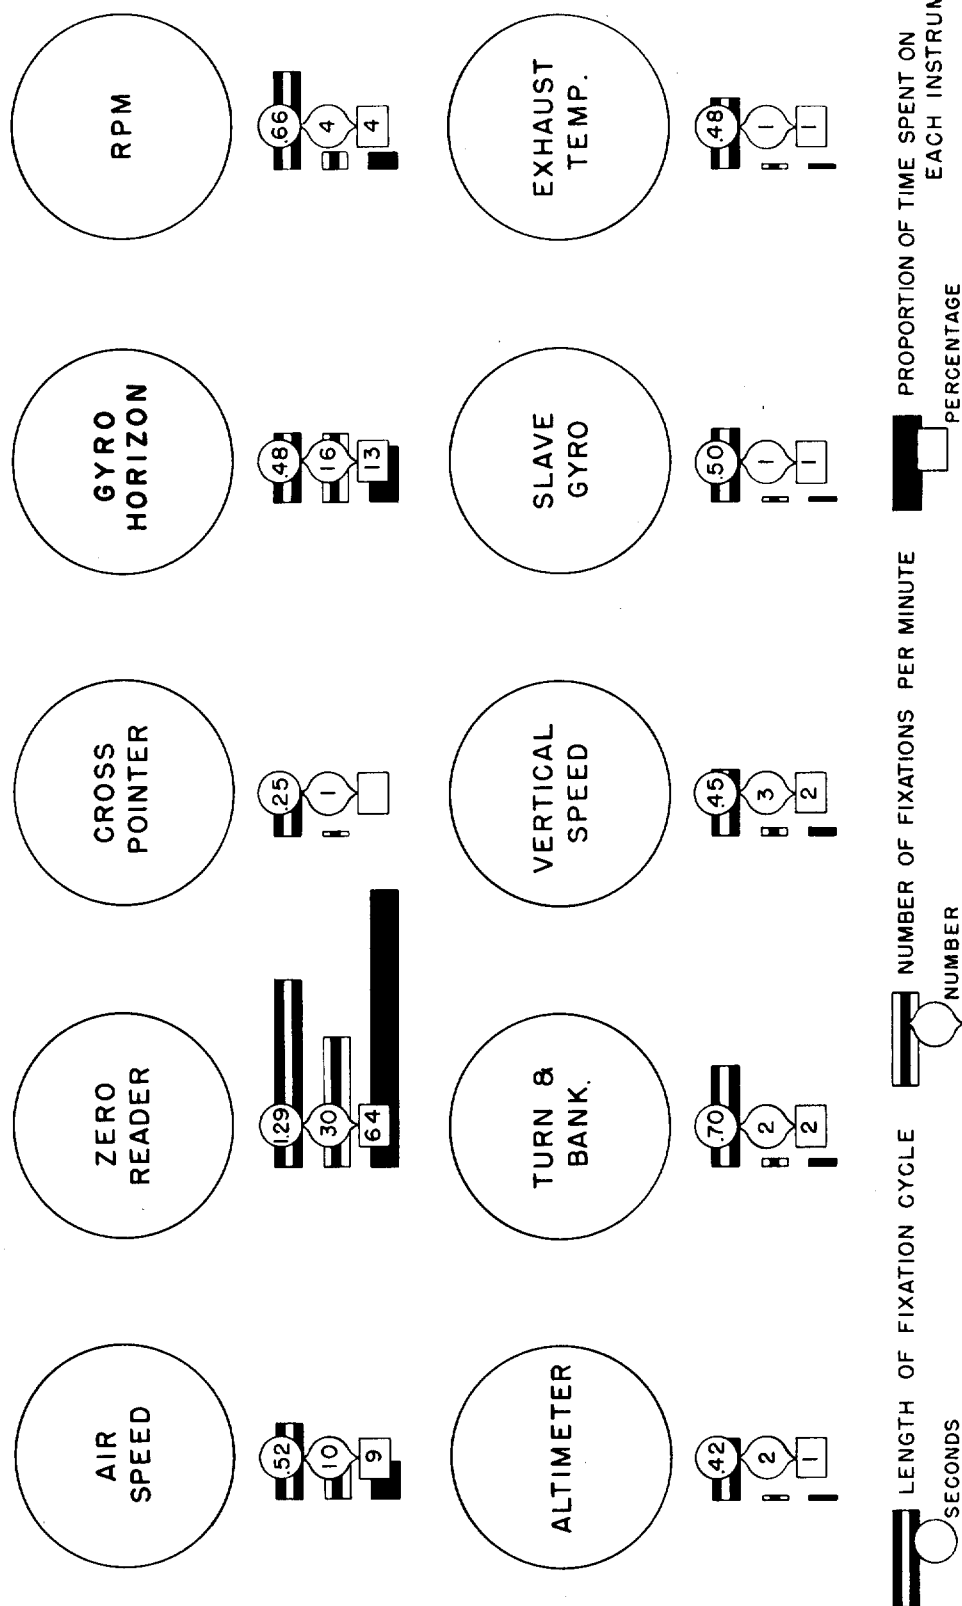 AIR
SPEED
.52
10
9
ZERO
READER
1.29
30
64
CROSS
POINTER
.25
1
GYRO
HORIZON
.48
16
13
RPM
.66
4
4
ALTIMETER
.42
2
1
TURN &
BANK.
.70
2
2
VERTICAL
SPEED
.45
3
2
SLAVE
GYRO
.50
1
1
EXHAUST
TEMP.
.48
1
1
LENGTH OF FIXATION CYCLE
SECONDS
NUMBER OF FIXATIONS PER MINUTE
NUMBER
PROPORTION OF TIME SPENT ON
EACH INSTRUM
PERCENTAGE